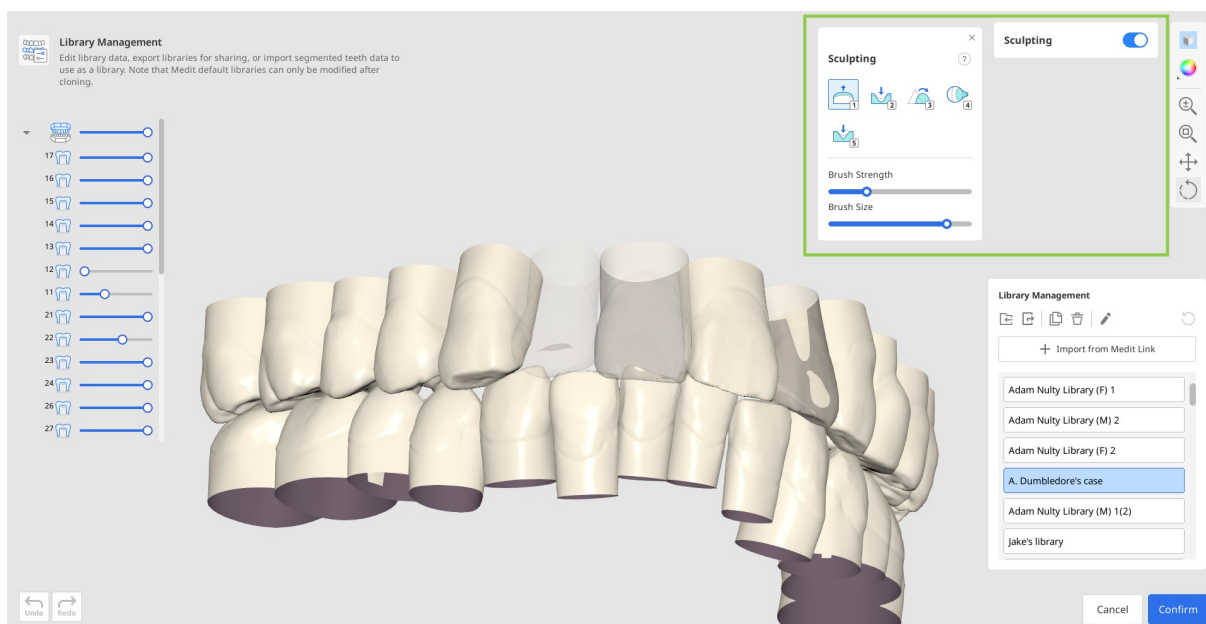 Library Management
Edit library data, export libraries for sharing, or import segmented teeth data to
use as a library. Note that Medit default libraries can only be modified after
cloning.
17
16
15
14
13
12
11
21
22
23
24
26
27
Undo
Redo
Sculpting
?
1
2
3
4
5
Brush Strength
Brush Size
Sculpting
Library Management
Import from Medit Link
Adam Nulty Library (F) 1
Adam Nulty Library (M) 2
Adam Nulty Library (F) 2
A. Dumbledore's case
Adam Nulty Library (M) 1(2)
Jake's library
Cancel
Confirm